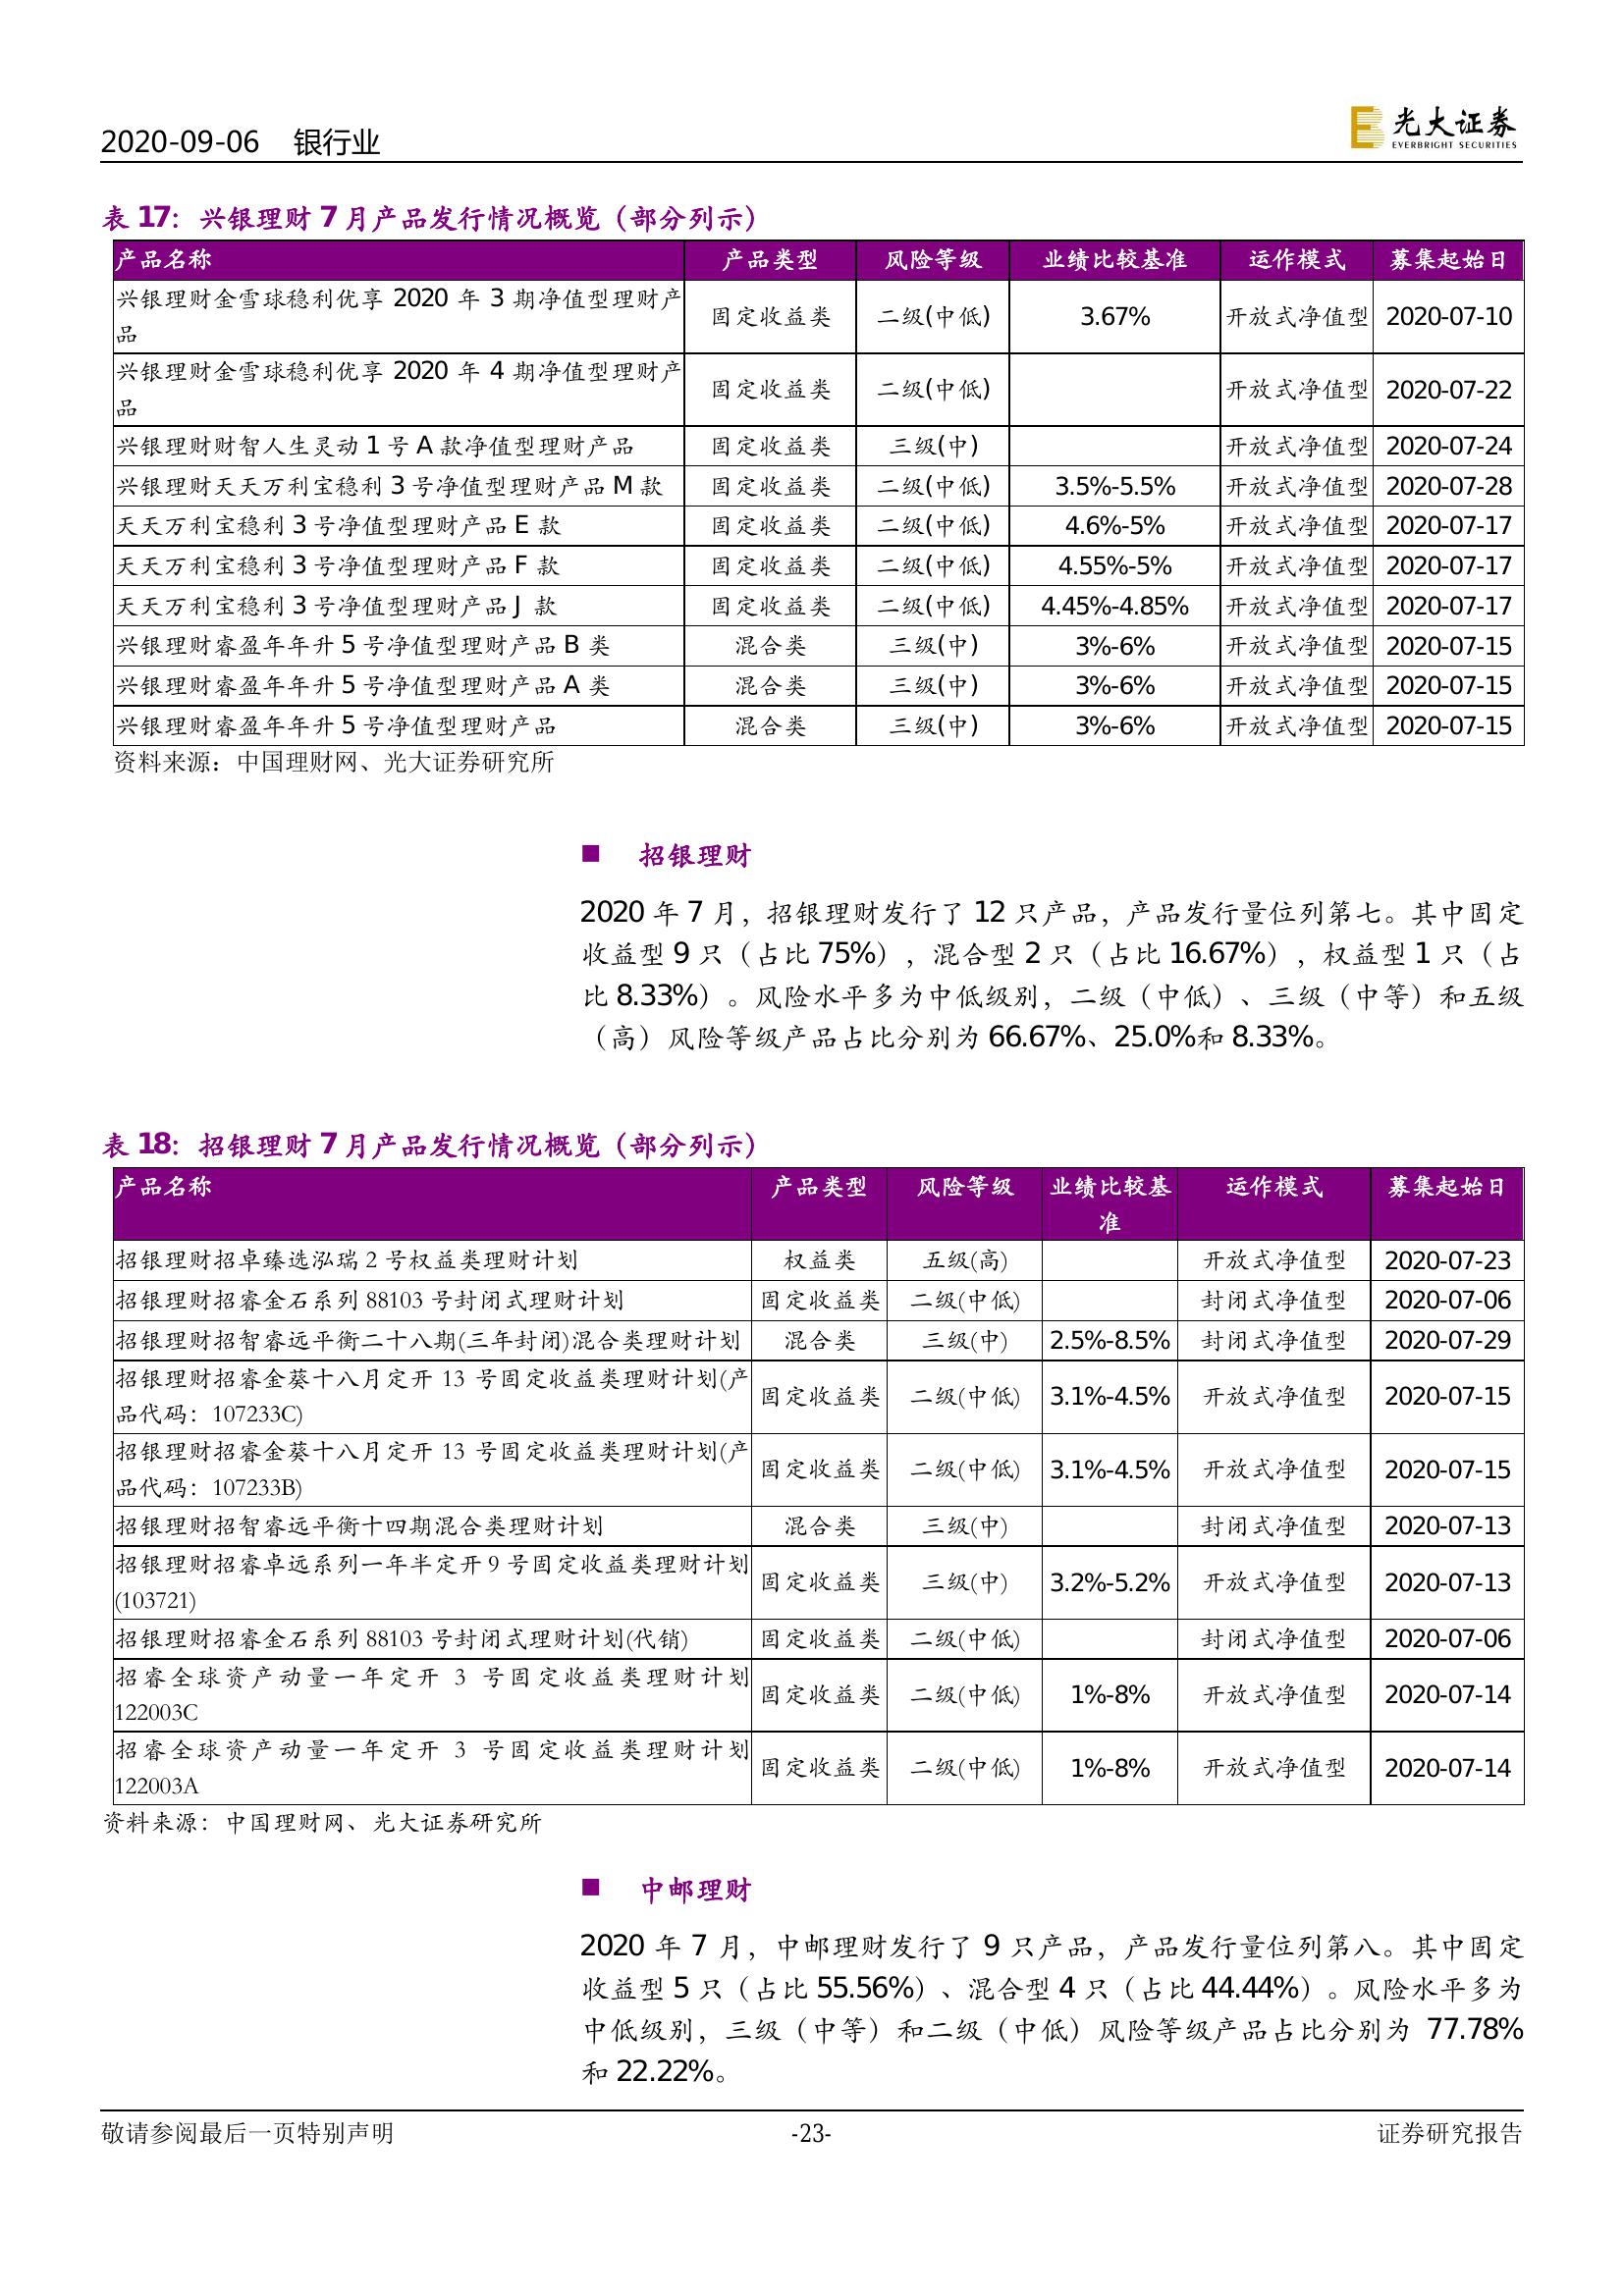 2020-09-06 银行业
光大证券
EVERBRIGHT SECURITIES
表 17：兴银理财 7 月产品发行情况概览（部分列示）
产品名称 产品类型 风险等级 业绩比较基准 运作模式 募集起始日
兴银理财金雪球稳利优享 2020 年 3 期净值型理财产
品 固定收益类 二级(中低) 3.67% 开放式净值型 2020-07-10
兴银理财金雪球稳利优享 2020 年 4 期净值型理财产
品 固定收益类 二级(中低) 开放式净值型 2020-07-22
兴银理财财智人生灵动 1 号 A 款净值型理财产品 固定收益类 三级(中) 开放式净值型 2020-07-24
兴银理财天天万利宝稳利 3 号净值型理财产品 M 款 固定收益类 二级(中低) 3.5%-5.5% 开放式净值型 2020-07-28
天天万利宝稳利 3 号净值型理财产品 E 款 固定收益类 二级(中低) 4.6%-5% 开放式净值型 2020-07-17
天天万利宝稳利 3 号净值型理财产品 F 款 固定收益类 二级(中低) 4.55%-5% 开放式净值型 2020-07-17
天天万利宝稳利 3 号净值型理财产品 J 款 固定收益类 二级(中低) 4.45%-4.85% 开放式净值型 2020-07-17
兴银理财睿盈年年升 5 号净值型理财产品 B 类 混合类 三级(中) 3%-6% 开放式净值型 2020-07-15
兴银理财睿盈年年升 5 号净值型理财产品 A 类 混合类 三级(中) 3%-6% 开放式净值型 2020-07-15
兴银理财睿盈年年升 5 号净值型理财产品 混合类 三级(中) 3%-6% 开放式净值型 2020-07-15
资料来源：中国理财网、光大证券研究所
■ 招银理财
2020 年 7 月，招银理财发行了 12 只产品，产品发行量位列第七。其中固定
收益型 9 只（占比 75%），混合型 2 只（占比 16.67%），权益型 1 只（占
比 8.33%）。风险水平多为中低级别，二级（中低）、三级（中等）和五级
（高）风险等级产品占比分别为 66.67%、25.0%和 8.33%。
表 18：招银理财 7 月产品发行情况概览（部分列示）
产品名称 产品类型 风险等级 业绩比较基
准 运作模式 募集起始日
招银理财招卓臻选泓瑞 2 号权益类理财计划 权益类 五级(高) 开放式净值型 2020-07-23
招银理财招睿金石系列 88103 号封闭式理财计划 固定收益类 二级(中低) 封闭式净值型 2020-07-06
招银理财招智睿远平衡二十八期(三年封闭)混合类理财计划 混合类 三级(中) 2.5%-8.5% 封闭式净值型 2020-07-29
招银理财招睿金葵十八月定开 13 号固定收益类理财计划(产
品代码：107233C) 固定收益类 二级(中低) 3.1%-4.5% 开放式净值型 2020-07-15
招银理财招睿金葵十八月定开 13 号固定收益类理财计划(产
品代码：107233B) 固定收益类 二级(中低) 3.1%-4.5% 开放式净值型 2020-07-15
招银理财招智睿远平衡十四期混合类理财计划 混合类 三级(中) 封闭式净值型 2020-07-13
招银理财招睿卓远系列一年半定开 9 号固定收益类理财计划
(103721) 固定收益类 三级(中) 3.2%-5.2% 开放式净值型 2020-07-13
招银理财招睿金石系列 88103 号封闭式理财计划(代销) 固定收益类 二级(中低) 封闭式净值型 2020-07-06
招睿全球资产动量一年定开 3 号固定收益类理财计划
122003C 固定收益类 二级(中低) 1%-8% 开放式净值型 2020-07-14
招睿全球资产动量一年定开 3 号固定收益类理财计划
122003A 固定收益类 二级(中低) 1%-8% 开放式净值型 2020-07-14
资料来源：中国理财网、光大证券研究所
■ 中邮理财
2020 年 7 月，中邮理财发行了 9 只产品，产品发行量位列第八。其中固定
收益型 5 只（占比 55.56%）、混合型 4 只（占比 44.44%）。风险水平多为
中低级别，三级（中等）和二级（中低）风险等级产品占比分别为 77.78%
和 22.22%。
敬请参阅最后一页特别声明 -23- 证券研究报告